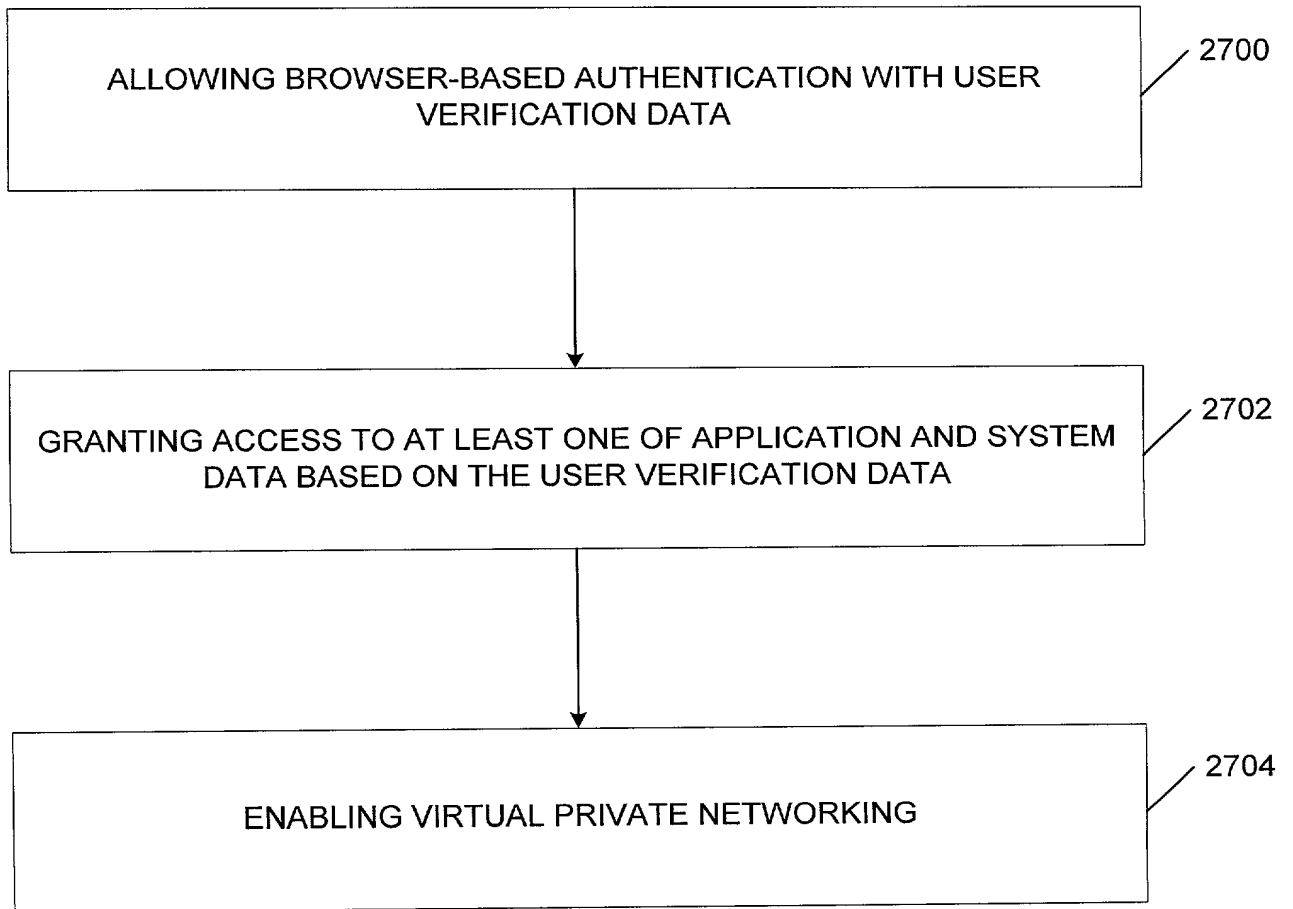 ALLOWING BROWSER-BASED AUTHENTICATION WITH USER
VERIFICATION DATA
2700
GRANTING ACCESS TO AT LEAST ONE OF APPLICATION AND SYSTEM
DATA BASED ON THE USER VERIFICATION DATA
2702
ENABLING VIRTUAL PRIVATE NETWORKING
2704